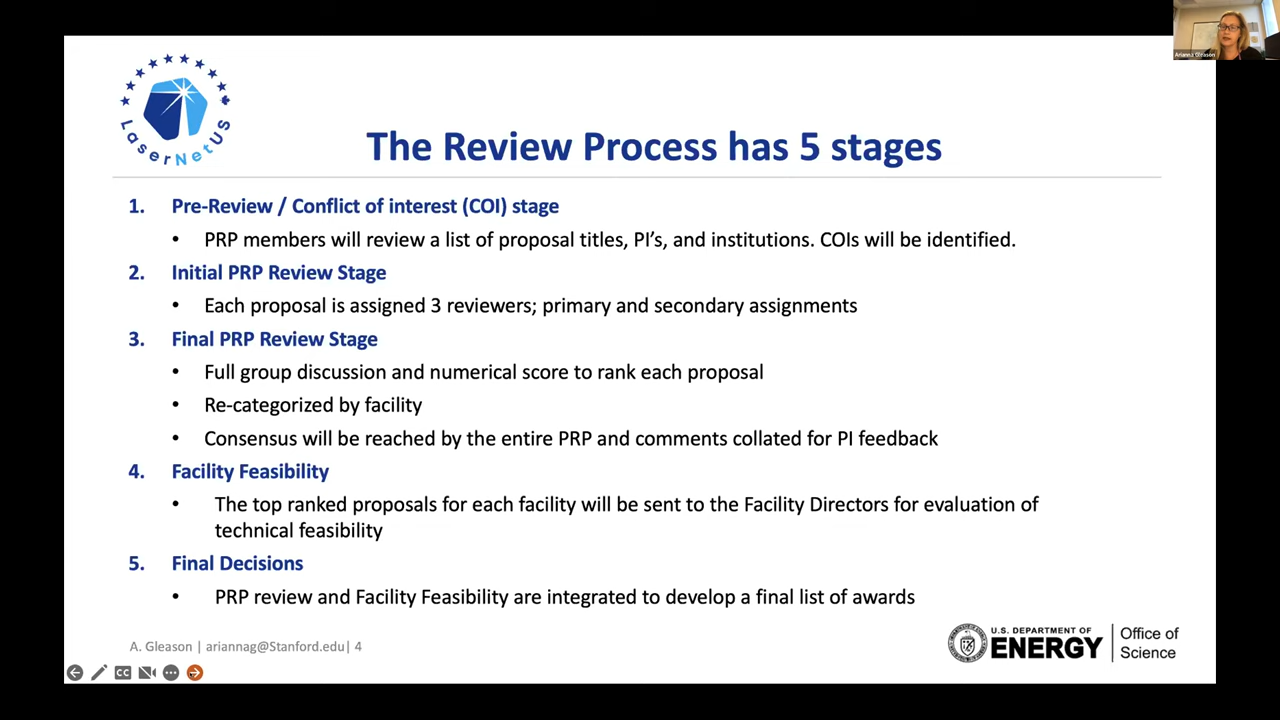 Arianna Gleason
LaserNetUS
The Review Process has 5 stages
1. Pre-Review / Conflict of interest (COI) stage
• PRP members will review a list of proposal titles, PI's, and institutions. COIs will be identified.
2. Initial PRP Review Stage
• Each proposal is assigned 3 reviewers; primary and secondary assignments
3. Final PRP Review Stage
• Full group discussion and numerical score to rank each proposal
• Re-categorized by facility
• Consensus will be reached by the entire PRP and comments collated for PI feedback
4. Facility Feasibility
• The top ranked proposals for each facility will be sent to the Facility Directors for evaluation of
technical feasibility
5. Final Decisions
• PRP review and Facility Feasibility are integrated to develop a final list of awards
A. Gleason | ariannag@Stanford.edu| 4
U.S. DEPARTMENT OF
ENERGY
Office of
Science
CC